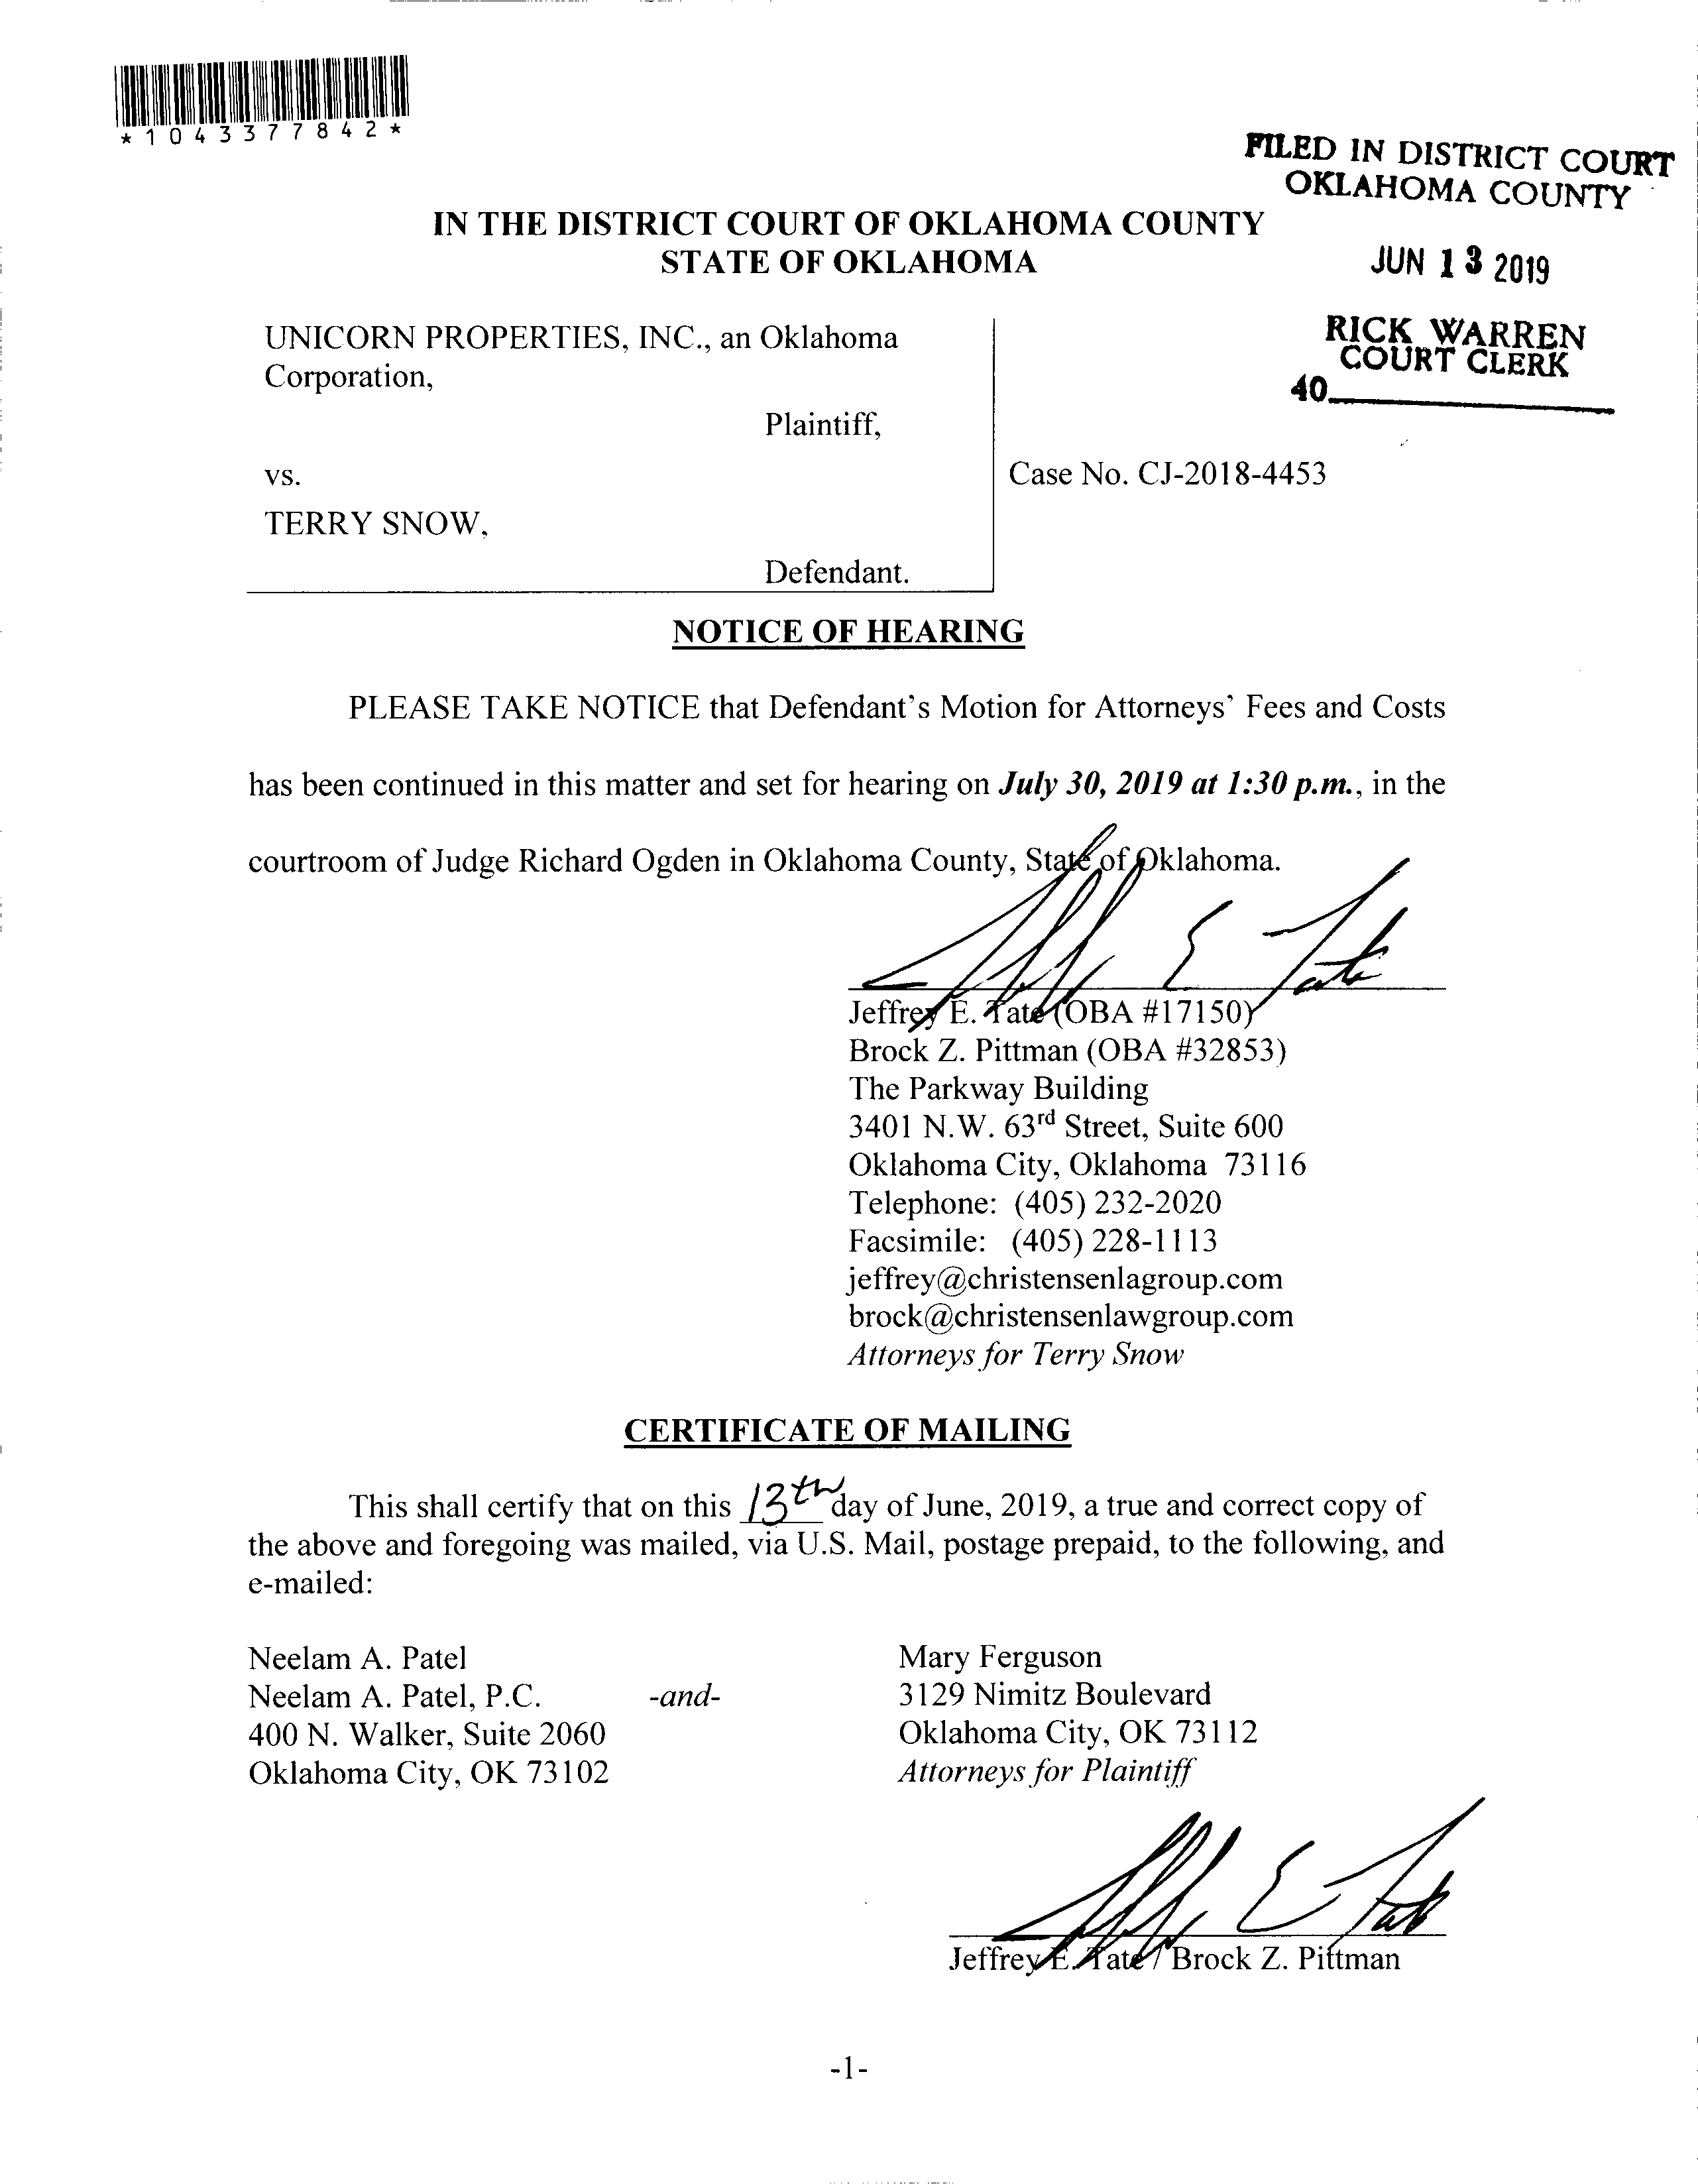 *1043377842*
FILED IN DISTRICT COURT
OKLAHOMA COUNTY
JUN 13 2019
RICK WARREN
COURT CLERK
40
IN THE DISTRICT COURT OF OKLAHOMA COUNTY
STATE OF OKLAHOMA
UNICORN PROPERTIES, INC., an Oklahoma
Corporation,
Plaintiff,
vs.
TERRY SNOW,
Defendant.
Case No. CJ-2018-4453
NOTICE OF HEARING
PLEASE TAKE NOTICE that Defendant's Motion for Attorneys' Fees and Costs
has been continued in this matter and set for hearing on July 30, 2019 at 1:30 p.m., in the
courtroom of Judge Richard Ogden in Oklahoma County, State of Oklahoma.
Jeffrey E. Tate
Jeffrey E. Tate (OBA #17150)
Brock Z. Pittman (OBA #32853)
The Parkway Building
3401 N.W. 63rd Street, Suite 600
Oklahoma City, Oklahoma 73116
Telephone: (405) 232-2020
Facsimile: (405) 228-1113
jeffrey@christensenlagroup.com
brock@christensenlawgroup.com
Attorneys for Terry Snow
CERTIFICATE OF MAILING
This shall certify that on this 13th day of June, 2019, a true and correct copy of
the above and foregoing was mailed, via U.S. Mail, postage prepaid, to the following, and
e-mailed:
Neelam A. Patel
Neelam A. Patel, P.C.
400 N. Walker, Suite 2060
Oklahoma City, OK 73102
-and-
Mary Ferguson
3129 Nimitz Boulevard
Oklahoma City, OK 73112
Attorneys for Plaintiff
Jeffrey E. Tate
Jeffrey E. Tate / Brock Z. Pittman
-1-